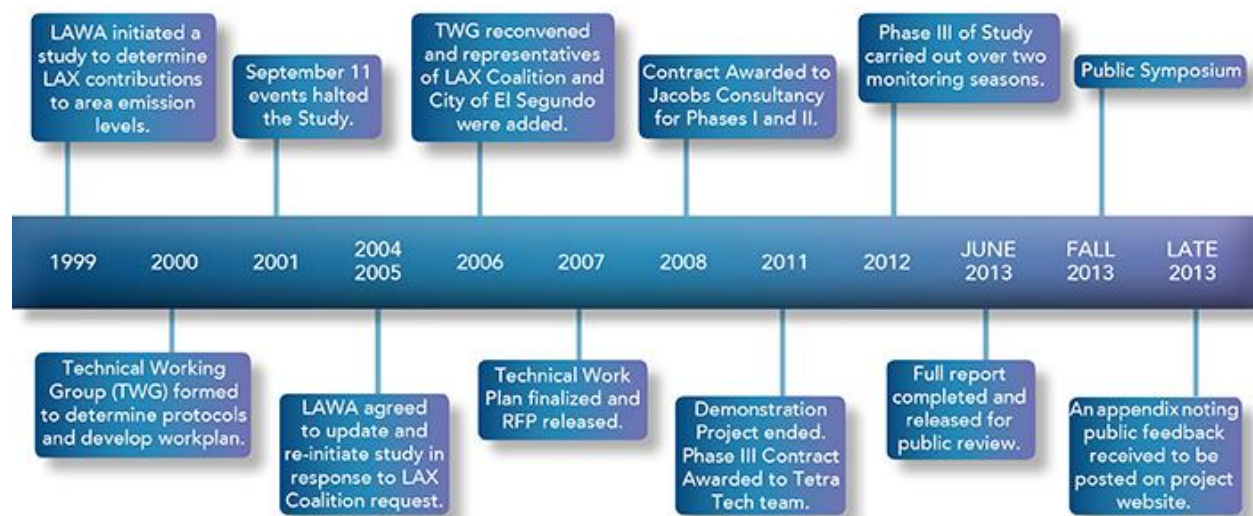 LAWA initiated a
study to determine
LAX contributions
to area emission
levels.
September 11
events halted
the Study.
TWG reconvened
and representatives
of LAX Coalition and
City of El Segundo
were added.
Contract Awarded to
Jacobs Consultancy
for Phases I and II.
Phase III of Study
carried out over two
monitoring seasons.
Public Symposium
1999
2000
2001
2004
2005
2006
2007
2008
2011
2012
JUNE
2013
FALL
2013
LATE
2013
Technical Working
Group (TWG) formed
to determine protocols
and develop workplan.
LAWA agreed
to update and
re-initiate study in
response to LAX
Coalition request.
Technical Work
Plan finalized and
RFP released.
Demonstration
Project ended.
Phase III Contract
Awarded to Tetra
Tech team.
Full report
completed and
released for
public review.
An appendix noting
public feedback
received to be
posted on project
website.